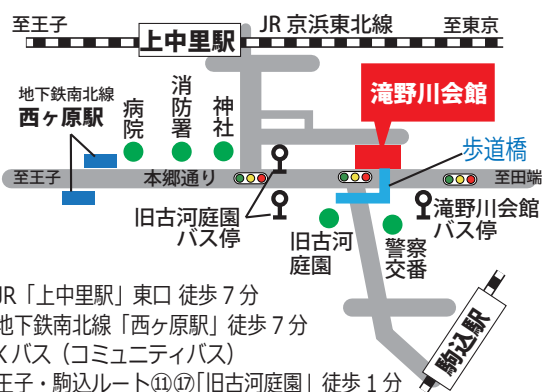 至王子
JR 京浜東北線
至東京
上中里駅
地下鉄南北線
西ヶ原駅
病院
消防署
神社
滝野川会館
歩道橋
至王子
本郷通り
至田端
旧古河庭園
バス停
旧古河
庭園
警察
交番
滝野川会館
バス停
駒込駅
JR「上中里駅」東口 徒歩 7 分
地下鉄南北線「西ヶ原駅」徒歩 7 分
Kバス（コミュニティバス）
王子・駒込ルート⑪⑰「旧古河庭園」徒歩 1 分